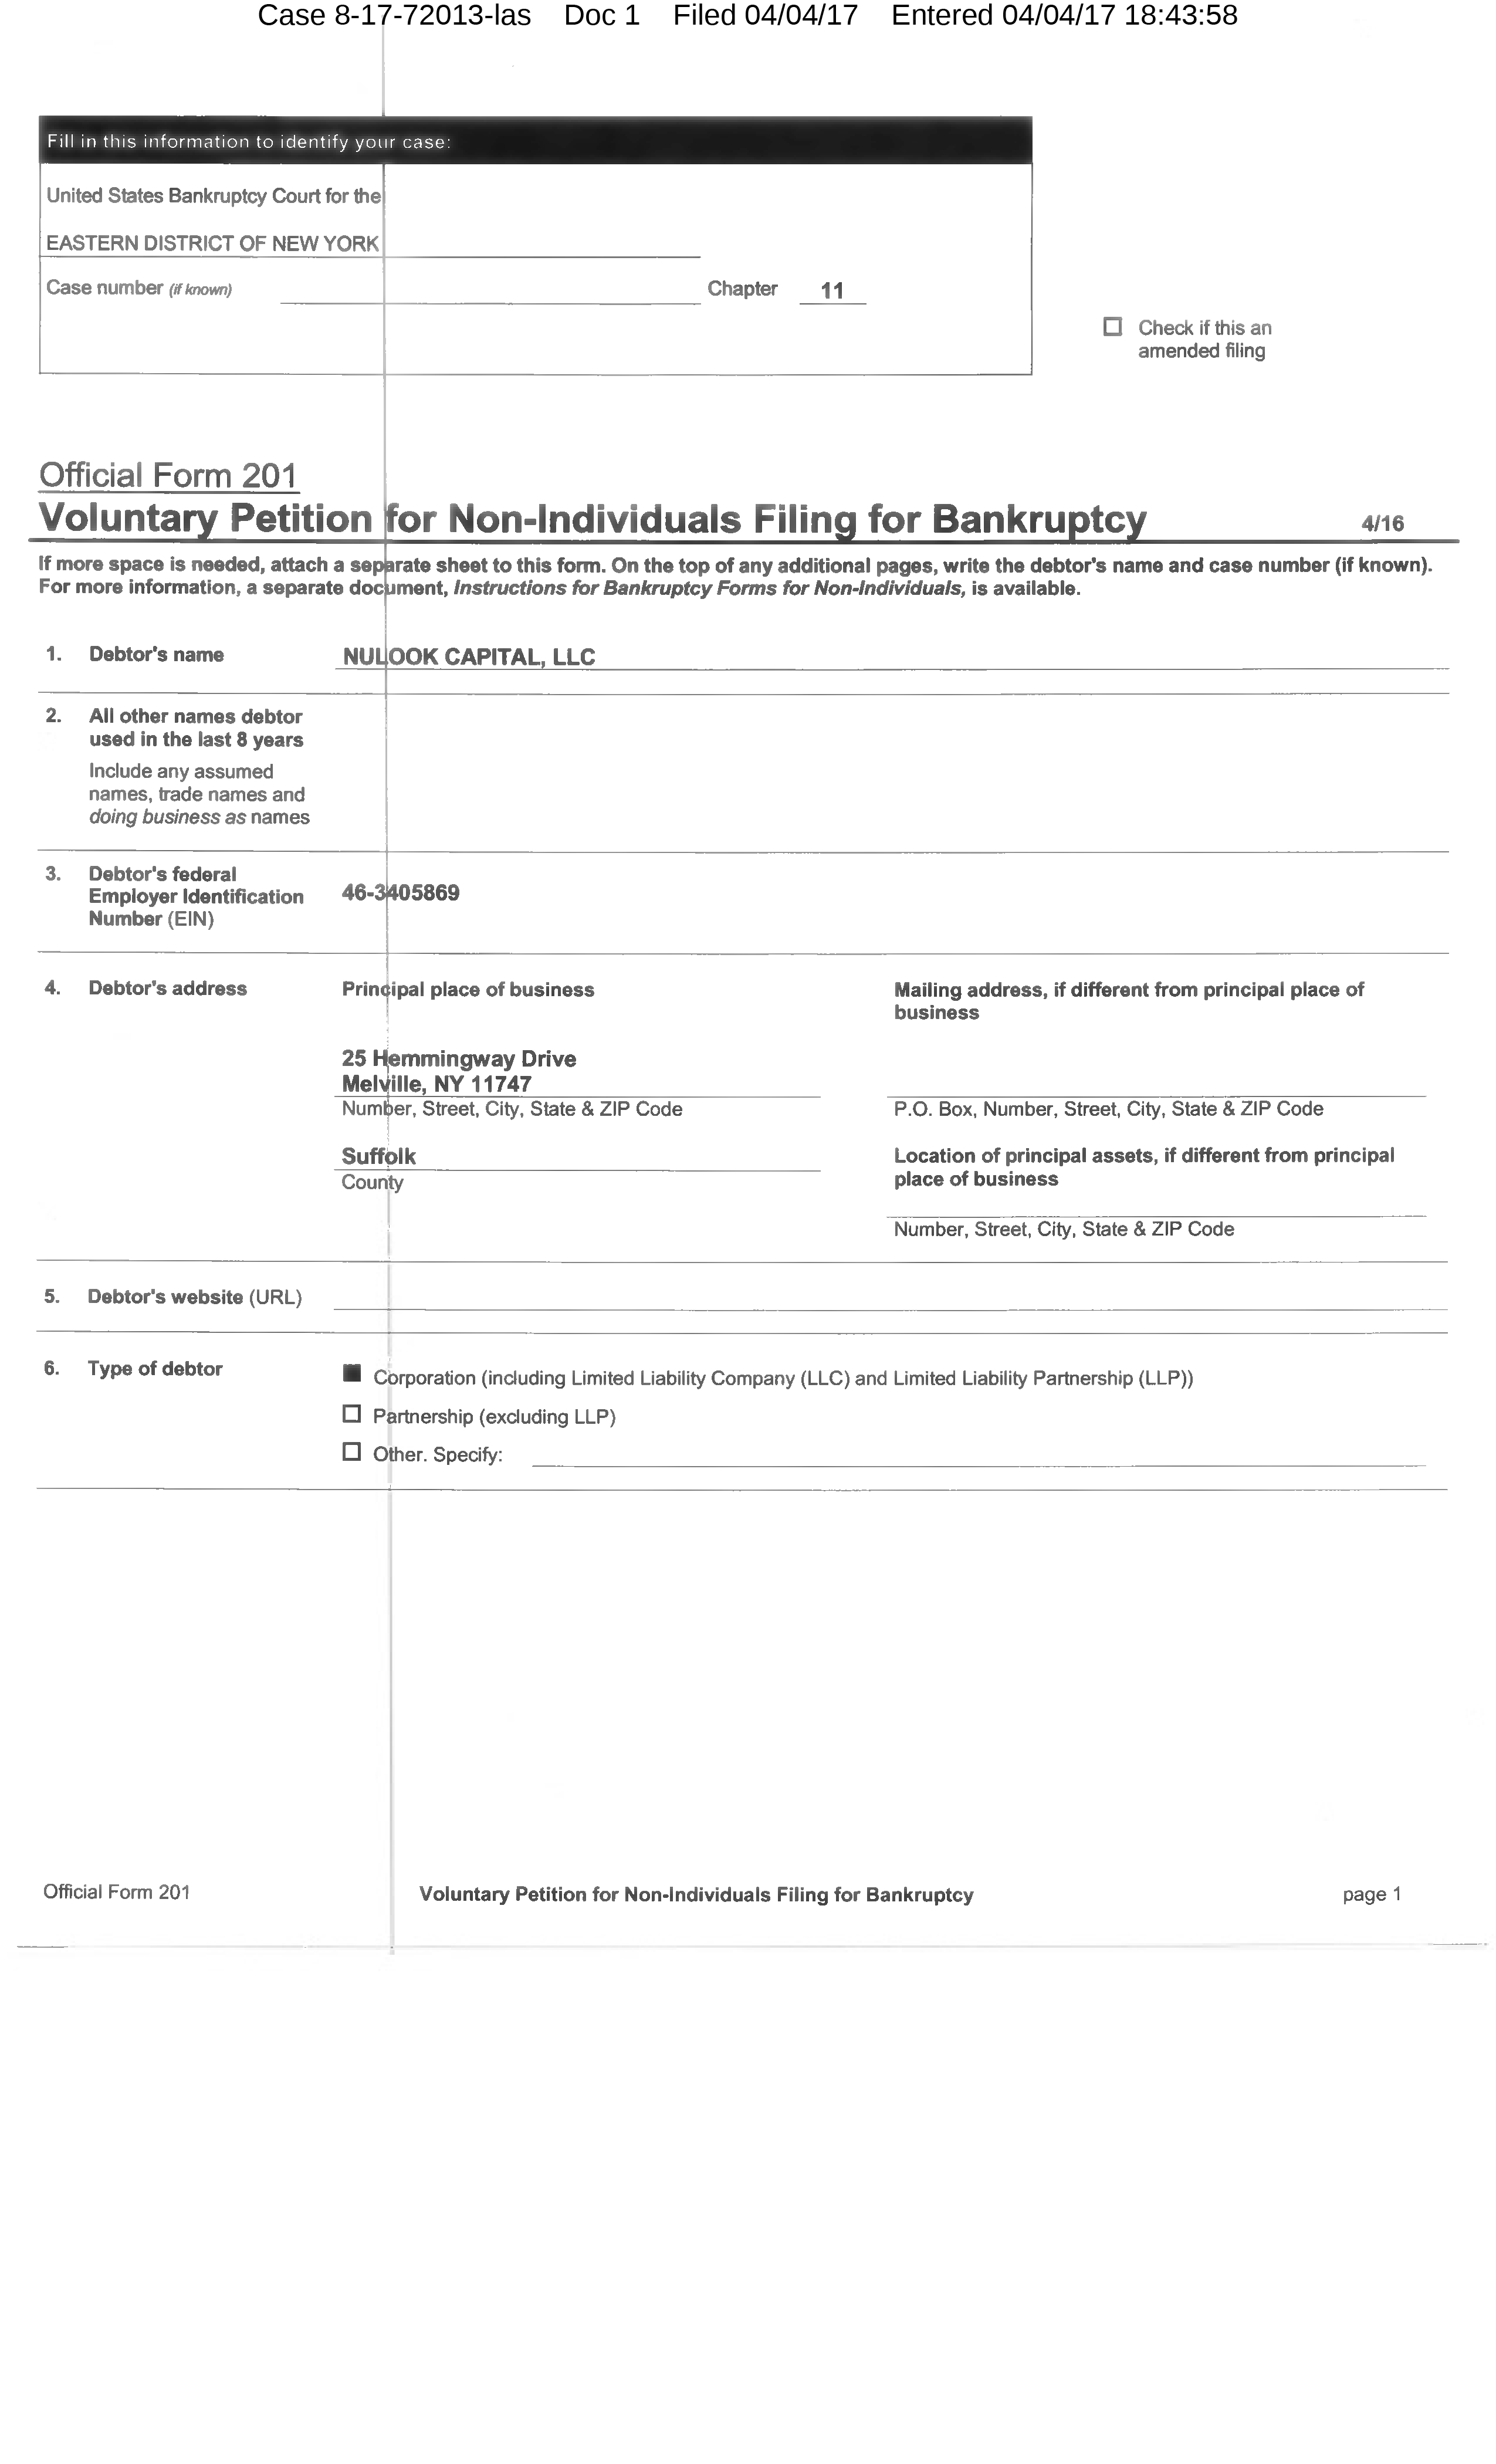 Case 8-17-72013-las Doc 1 Filed 04/04/17 Entered 04/04/17 18:43:58
Fill in this information to identify your case:
United States Bankruptcy Court for the
EASTERN DISTRICT OF NEW YORK
Case number (if known) Chapter 11
Check if this an
amended filing
Official Form 201
Voluntary Petition for Non-Individuals Filing for Bankruptcy 4/16
If more space is needed, attach a separate sheet to this form. On the top of any additional pages, write the debtor's name and case number (if known).
For more information, a separate document, Instructions for Bankruptcy Forms for Non-Individuals, is available.
1. Debtor's name NULOOK CAPITAL, LLC
2. All other names debtor
used in the last 8 years
Include any assumed
names, trade names and
doing business as names
3. Debtor's federal
Employer Identification
Number (EIN)
46-3405869
4. Debtor's address
Principal place of business
25 Hemmingway Drive
Melville, NY 11747
Number, Street, City, State & ZIP Code
Suffolk
County
Mailing address, if different from principal place of
business
P.O. Box, Number, Street, City, State & ZIP Code
Location of principal assets, if different from principal
place of business
Number, Street, City, State & ZIP Code
5. Debtor's website (URL)
6. Type of debtor
Corporation (including Limited Liability Company (LLC) and Limited Liability Partnership (LLP))
Partnership (excluding LLP)
Other. Specify:
Official Form 201 Voluntary Petition for Non-Individuals Filing for Bankruptcy page 1